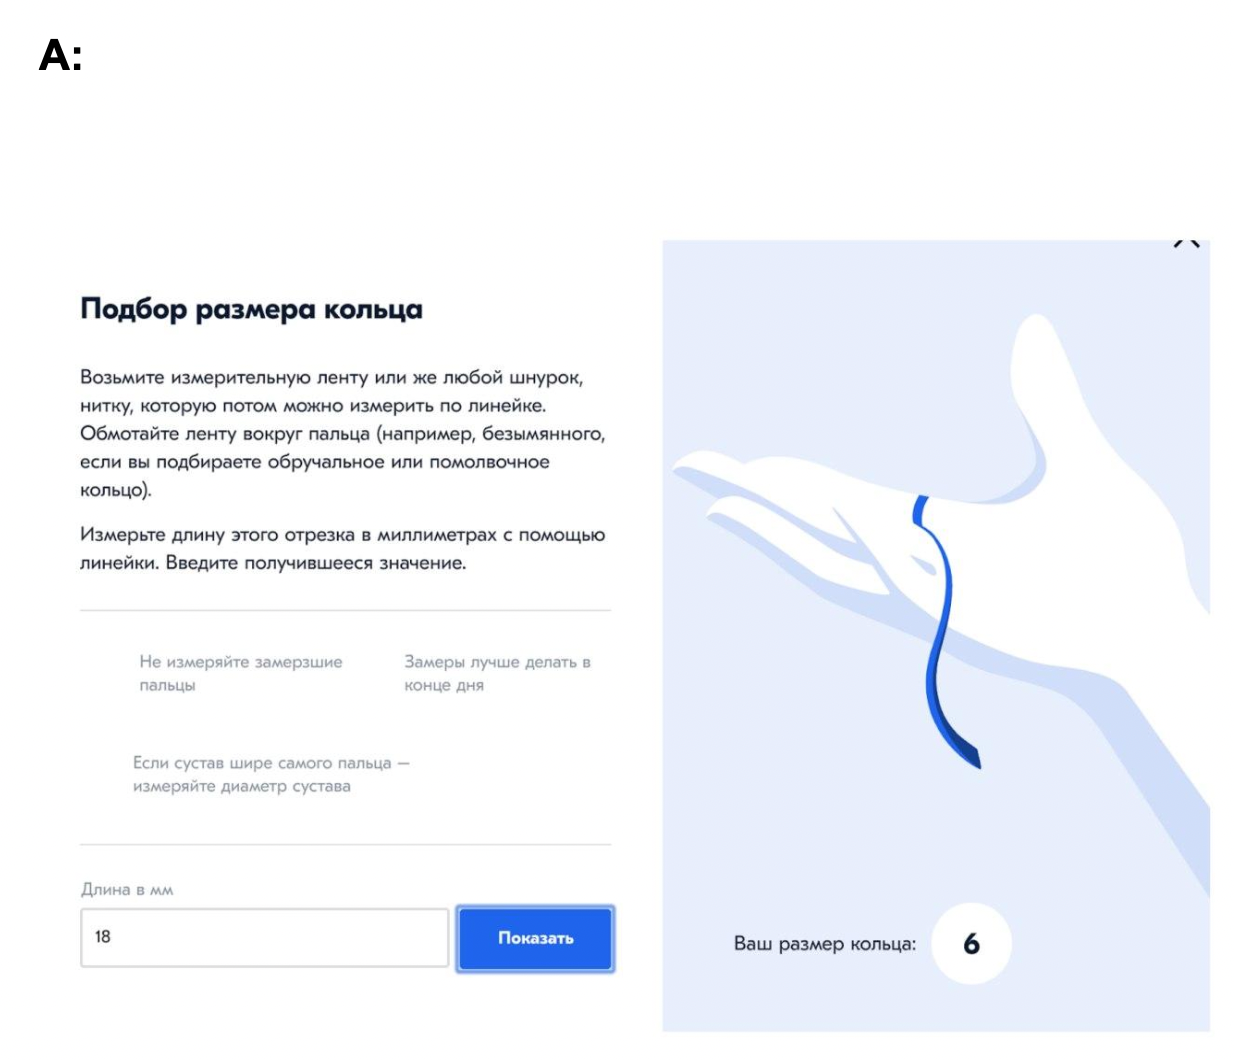 A:
Подбор размера кольца
Возьмите измерительную ленту или же любой шнурок,
нитку, которую потом можно измерить по линейке.
Обмотайте ленту вокруг пальца (например, безымянного,
если вы подбираете обручальное или помолвочное
кольцо).
Измерьте длину этого отрезка в миллиметрах с помощью
линейки. Введите получившееся значение.
Не измеряйте замерзшие
пальцы
Замеры лучше делать в
конце дня
Если сустав шире самого пальца –
измеряйте диаметр сустава
Длина в мм
18
Показать
Ваш размер кольца:
6